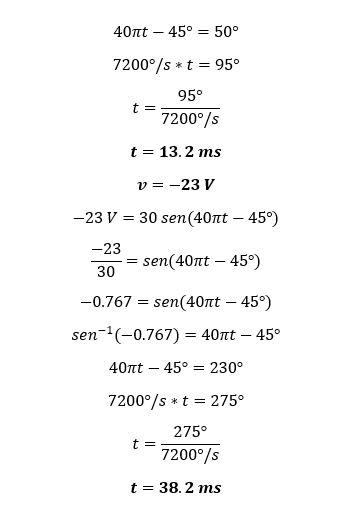 40πt − 45° = 50°
7200°/s ∗ t = 95°
t = 95° / 7200°/s
t = 13.2 ms
v = −23 V
−23 V = 30 sen(40πt − 45°)
−23 / 30 = sen(40πt − 45°)
−0.767 = sen(40πt − 45°)
sen⁻¹(−0.767) = 40πt − 45°
40πt − 45° = 230°
7200°/s ∗ t = 275°
t = 275° / 7200°/s
t = 38.2 ms